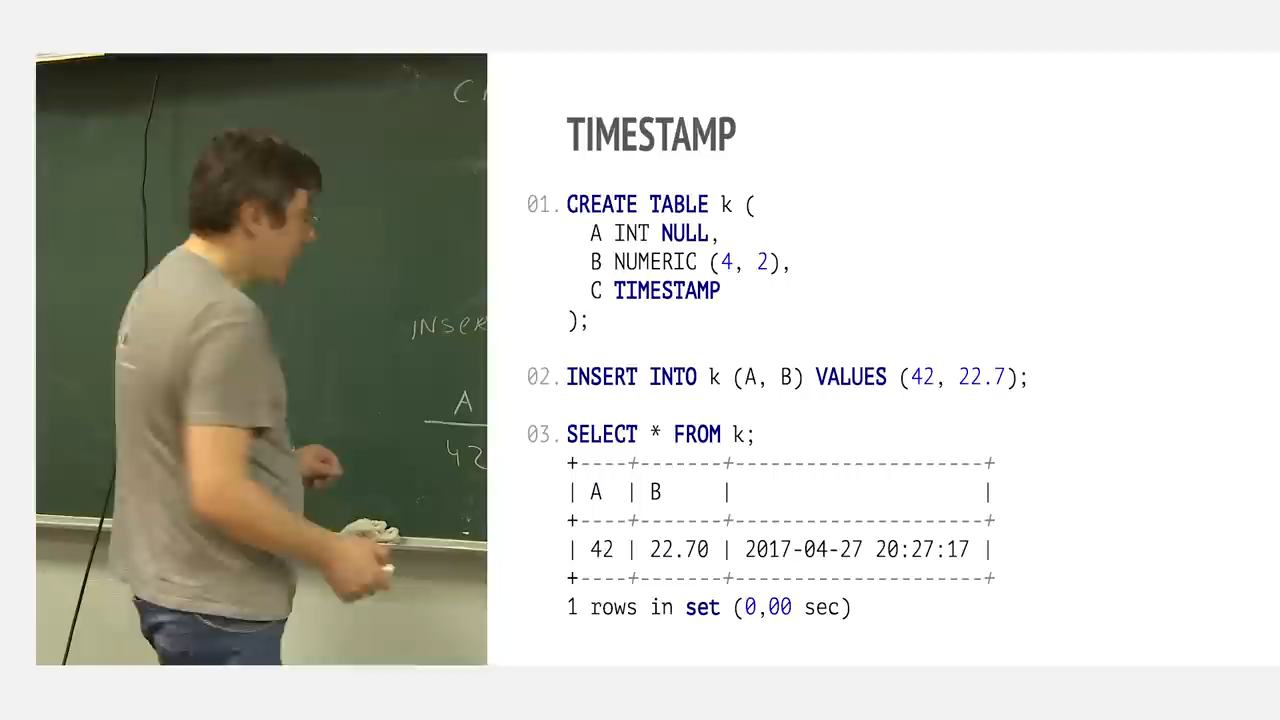 TIMESTAMP
01. CREATE TABLE k (
A INT NULL,
B NUMERIC (4, 2),
C TIMESTAMP
);
02. INSERT INTO k (A, B) VALUES (42, 22.7);
03. SELECT * FROM k;
+----+-------+---------------------+
| A | B | |
+----+-------+---------------------+
| 42 | 22.70 | 2017-04-27 20:27:17 |
+----+-------+---------------------+
1 rows in set (0,00 sec)
C
INSER
A
42